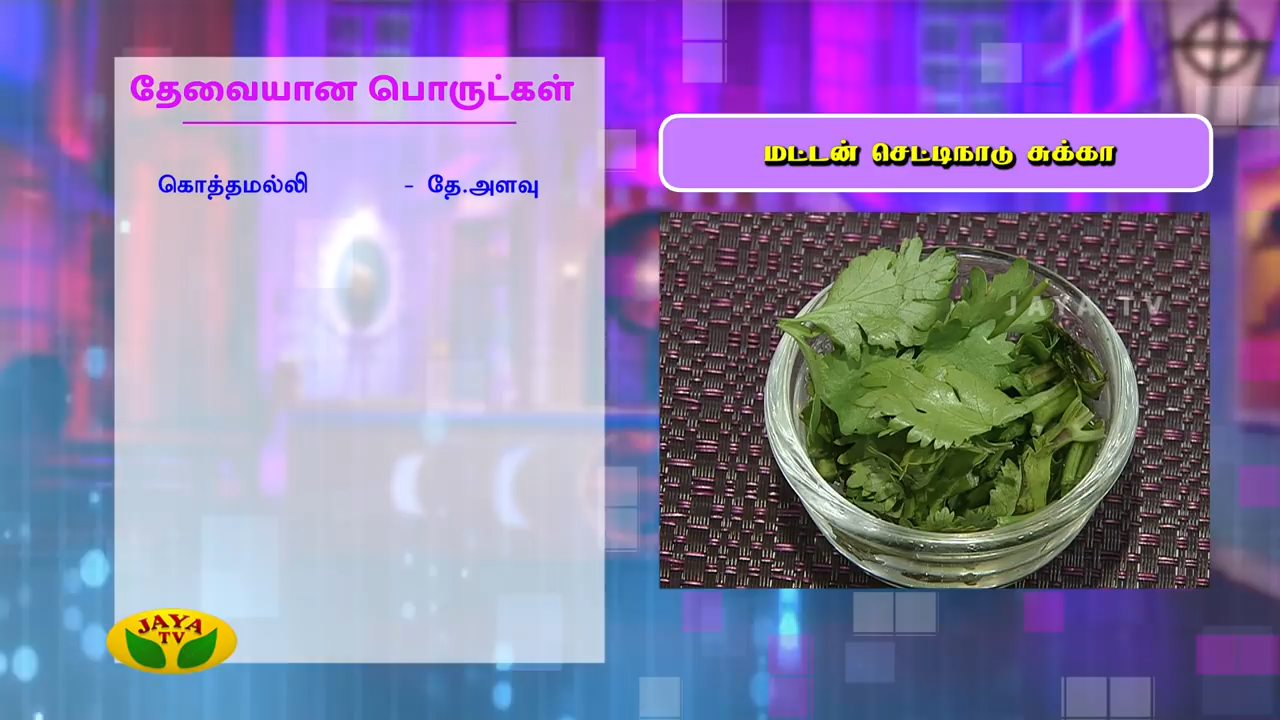 தேவையான பொருட்கள்
கொத்தமல்லி - தே.அளவு
மட்டன் செட்டிநாடு சுக்கா
JAYA TV
JAYA
TV